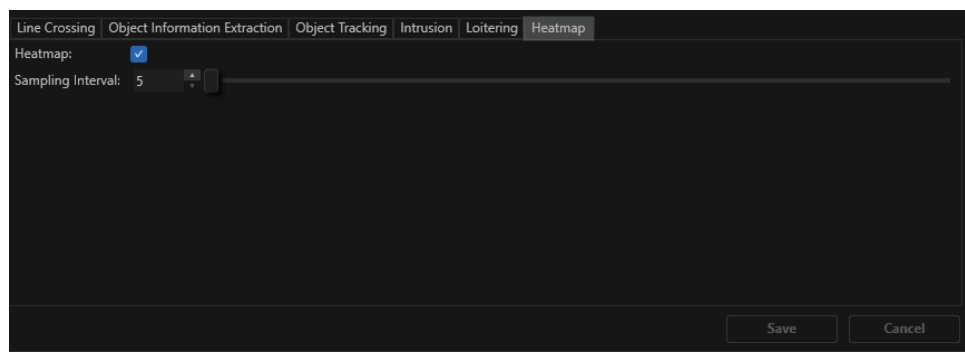 Line Crossing Object Information Extraction Object Tracking Intrusion Loitering Heatmap
Heatmap:
Sampling Interval: 5
Save Cancel